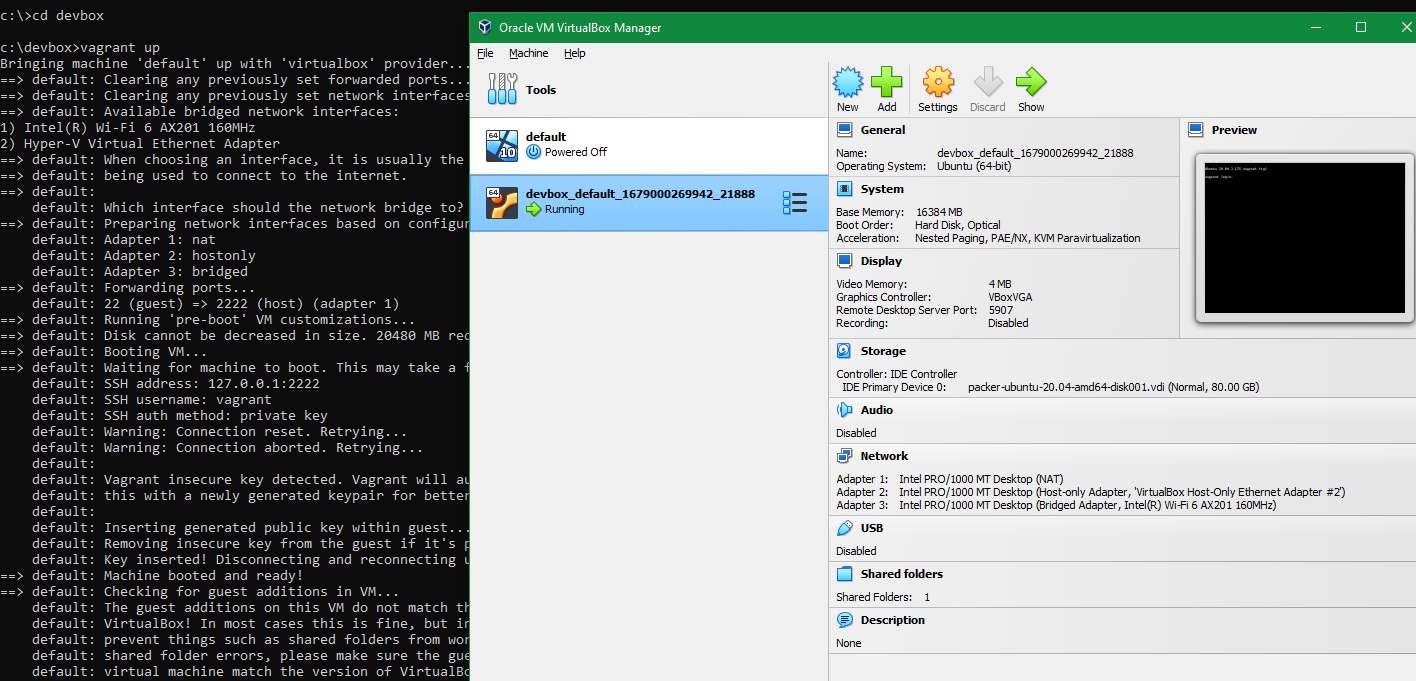 c:\>cd devbox
c:\devbox>vagrant up
Bringing machine 'default' up with 'virtualbox' provider...
==> default: Clearing any previously set forwarded ports...
==> default: Clearing any previously set network interfaces
==> default: Available bridged network interfaces:
1) Intel(R) Wi-Fi 6 AX201 160MHz
2) Hyper-V Virtual Ethernet Adapter
==> default: When choosing an interface, it is usually the
==> default: being used to connect to the internet.
==> default:
default: Which interface should the network bridge to?
==> default: Preparing network interfaces based on configur
default: Adapter 1: nat
default: Adapter 2: hostonly
default: Adapter 3: bridged
==> default: Forwarding ports...
default: 22 (guest) => 2222 (host) (adapter 1)
==> default: Running 'pre-boot' VM customizations...
==> default: Disk cannot be decreased in size. 20480 MB req
==> default: Booting VM...
==> default: Waiting for machine to boot. This may take a f
default: SSH address: 127.0.0.1:2222
default: SSH username: vagrant
default: SSH auth method: private key
default: Warning: Connection reset. Retrying...
default: Warning: Connection aborted. Retrying...
default:
default: Vagrant insecure key detected. Vagrant will au
default: this with a newly generated keypair for better
default:
default: Inserting generated public key within guest...
default: Removing insecure key from the guest if it's p
default: Key inserted! Disconnecting and reconnecting u
==> default: Machine booted and ready!
==> default: Checking for guest additions in VM...
default: The guest additions on this VM do not match th
default: VirtualBox! In most cases this is fine, but in
default: prevent things such as shared folders from wor
default: shared folder errors, please make sure the gue
default: virtual machine match the version of VirtualBo
Oracle VM VirtualBox Manager
File Machine Help
Tools
New Add Settings Discard Show
64 10 default
Powered Off
64 devbox_default_1679000269942_21888
Running
General
Name: devbox_default_1679000269942_21888
Operating System: Ubuntu (64-bit)
System
Base Memory: 16384 MB
Boot Order: Hard Disk, Optical
Acceleration: Nested Paging, PAE/NX, KVM Paravirtualization
Display
Video Memory: 4 MB
Graphics Controller: VBoxVGA
Remote Desktop Server Port: 5907
Recording: Disabled
Preview
Ubuntu 20.04.3 LTS vagrant tty1
vagrant login:
Storage
Controller: IDE Controller
IDE Primary Device 0: packer-ubuntu-20.04-amd64-disk001.vdi (Normal, 80.00 GB)
Audio
Disabled
Network
Adapter 1: Intel PRO/1000 MT Desktop (NAT)
Adapter 2: Intel PRO/1000 MT Desktop (Host-only Adapter, 'VirtualBox Host-Only Ethernet Adapter #2')
Adapter 3: Intel PRO/1000 MT Desktop (Bridged Adapter, Intel(R) Wi-Fi 6 AX201 160MHz)
USB
Disabled
Shared folders
Shared Folders: 1
Description
None